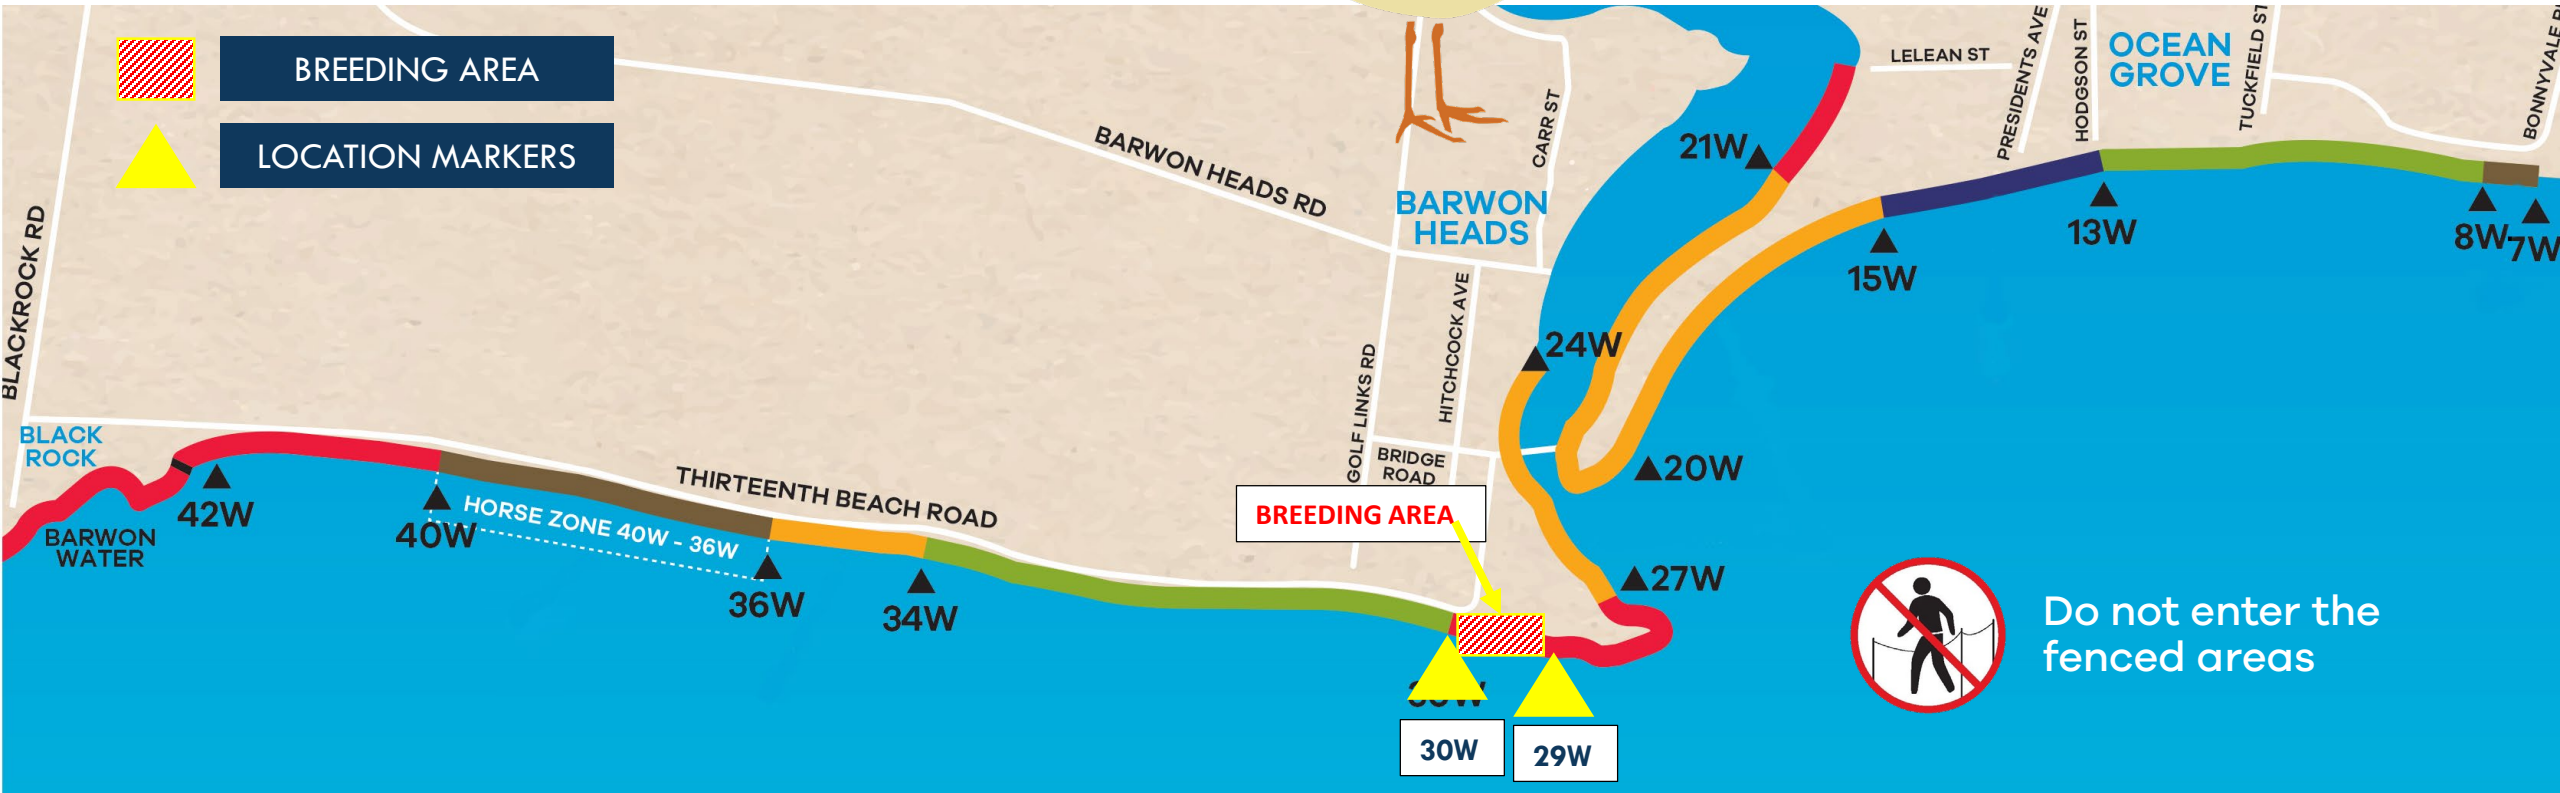 BREEDING AREA
LOCATION MARKERS
BLACKROCK RD
BARWON HEADS RD
CARR ST
BARWON
HEADS
LELEAN ST
PRESIDENTS AVE
HODGSON ST
OCEAN
GROVE
TUCKFIELD ST
21W
13W
15W
8W
7W
24W
HITCHCOCK AVE
GOLF LINKS RD
BRIDGE
ROAD
20W
BLACK
ROCK
BARWON
WATER
42W
40W
HORSE ZONE 40W - 36W
THIRTEENTH BEACH ROAD
36W
34W
BREEDING AREA
27W
30W
29W
Do not enter the
fenced areas